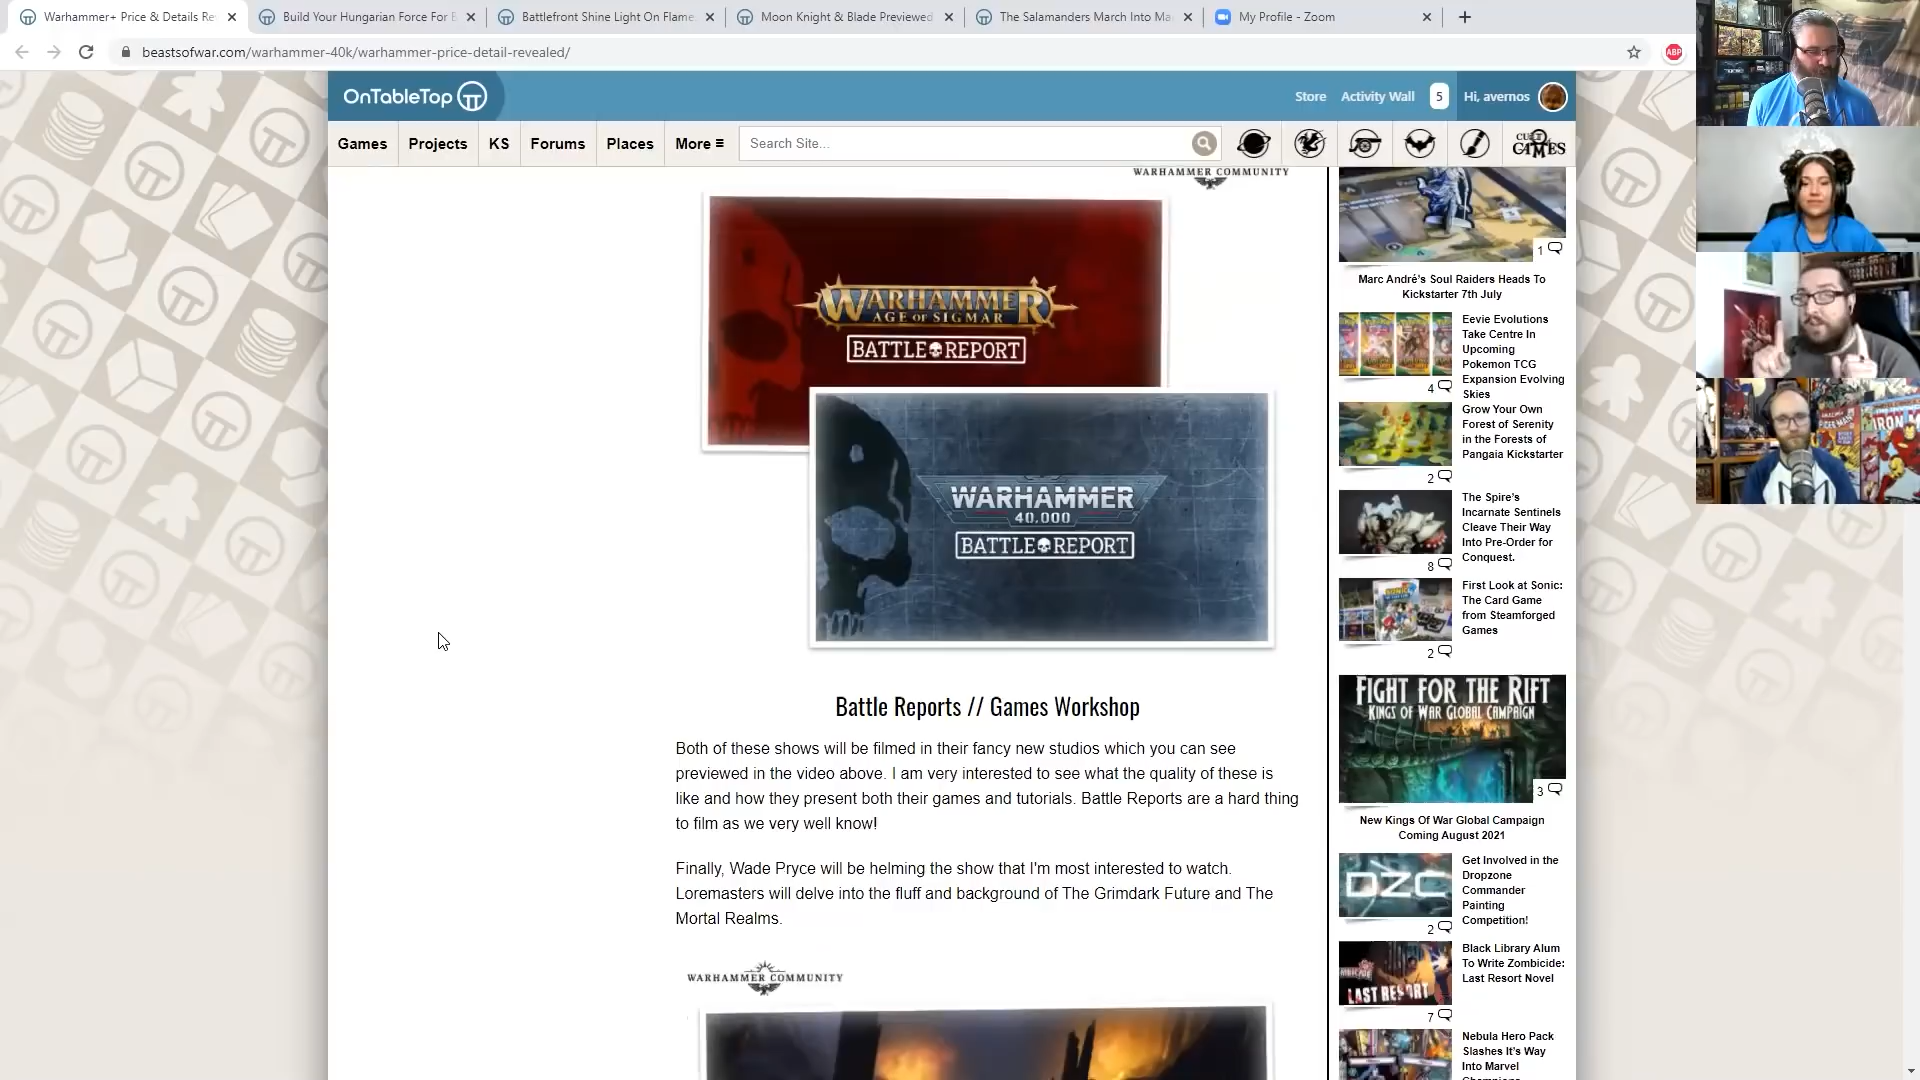 Warhammer+ Price & Details Re
Build Your Hungarian Force For
Battlefront Shine Light On Flame
Moon Knight & Blade Previewed
The Salamanders March Into Ma
My Profile - Zoom
beastsofwar.com/warhammer-40k/warhammer-price-detail-revealed/
ABP
OnTableTop
Store
Activity Wall
5
Hi, avernos
Games
Projects
KS
Forums
Places
More ≡
Search Site...
CULT OF GAMES
WARHAMMER COMMUNITY
WARHAMMER
AGE OF SIGMAR
BATTLE REPORT
WARHAMMER
40,000
BATTLE REPORT
Battle Reports // Games Workshop
Both of these shows will be filmed in their fancy new studios which you can see
previewed in the video above. I am very interested to see what the quality of these is
like and how they present both their games and tutorials. Battle Reports are a hard thing
to film as we very well know!
Finally, Wade Pryce will be helming the show that I'm most interested to watch.
Loremasters will delve into the fluff and background of The Grimdark Future and The
Mortal Realms.
WARHAMMER COMMUNITY
1
Marc André's Soul Raiders Heads To
Kickstarter 7th July
Eevie Evolutions
Take Centre In
Upcoming
Pokemon TCG
Expansion Evolving
Skies
4
Grow Your Own
Forest of Serenity
in the Forests of
Pangaia Kickstarter
2
The Spire's
Incarnate Sentinels
Cleave Their Way
Into Pre-Order for
Conquest.
8
First Look at Sonic:
The Card Game
from Steamforged
Games
2
FIGHT FOR THE RIFT
KINGS OF WAR GLOBAL CAMPAIGN
3
New Kings Of War Global Campaign
Coming August 2021
DZC
Get Involved in the
Dropzone
Commander
Painting
Competition!
2
Black Library Alum
To Write Zombicide:
Last Resort Novel
LAST RESORT
7
Nebula Hero Pack
Slashes It's Way
Into Marvel
IRON M